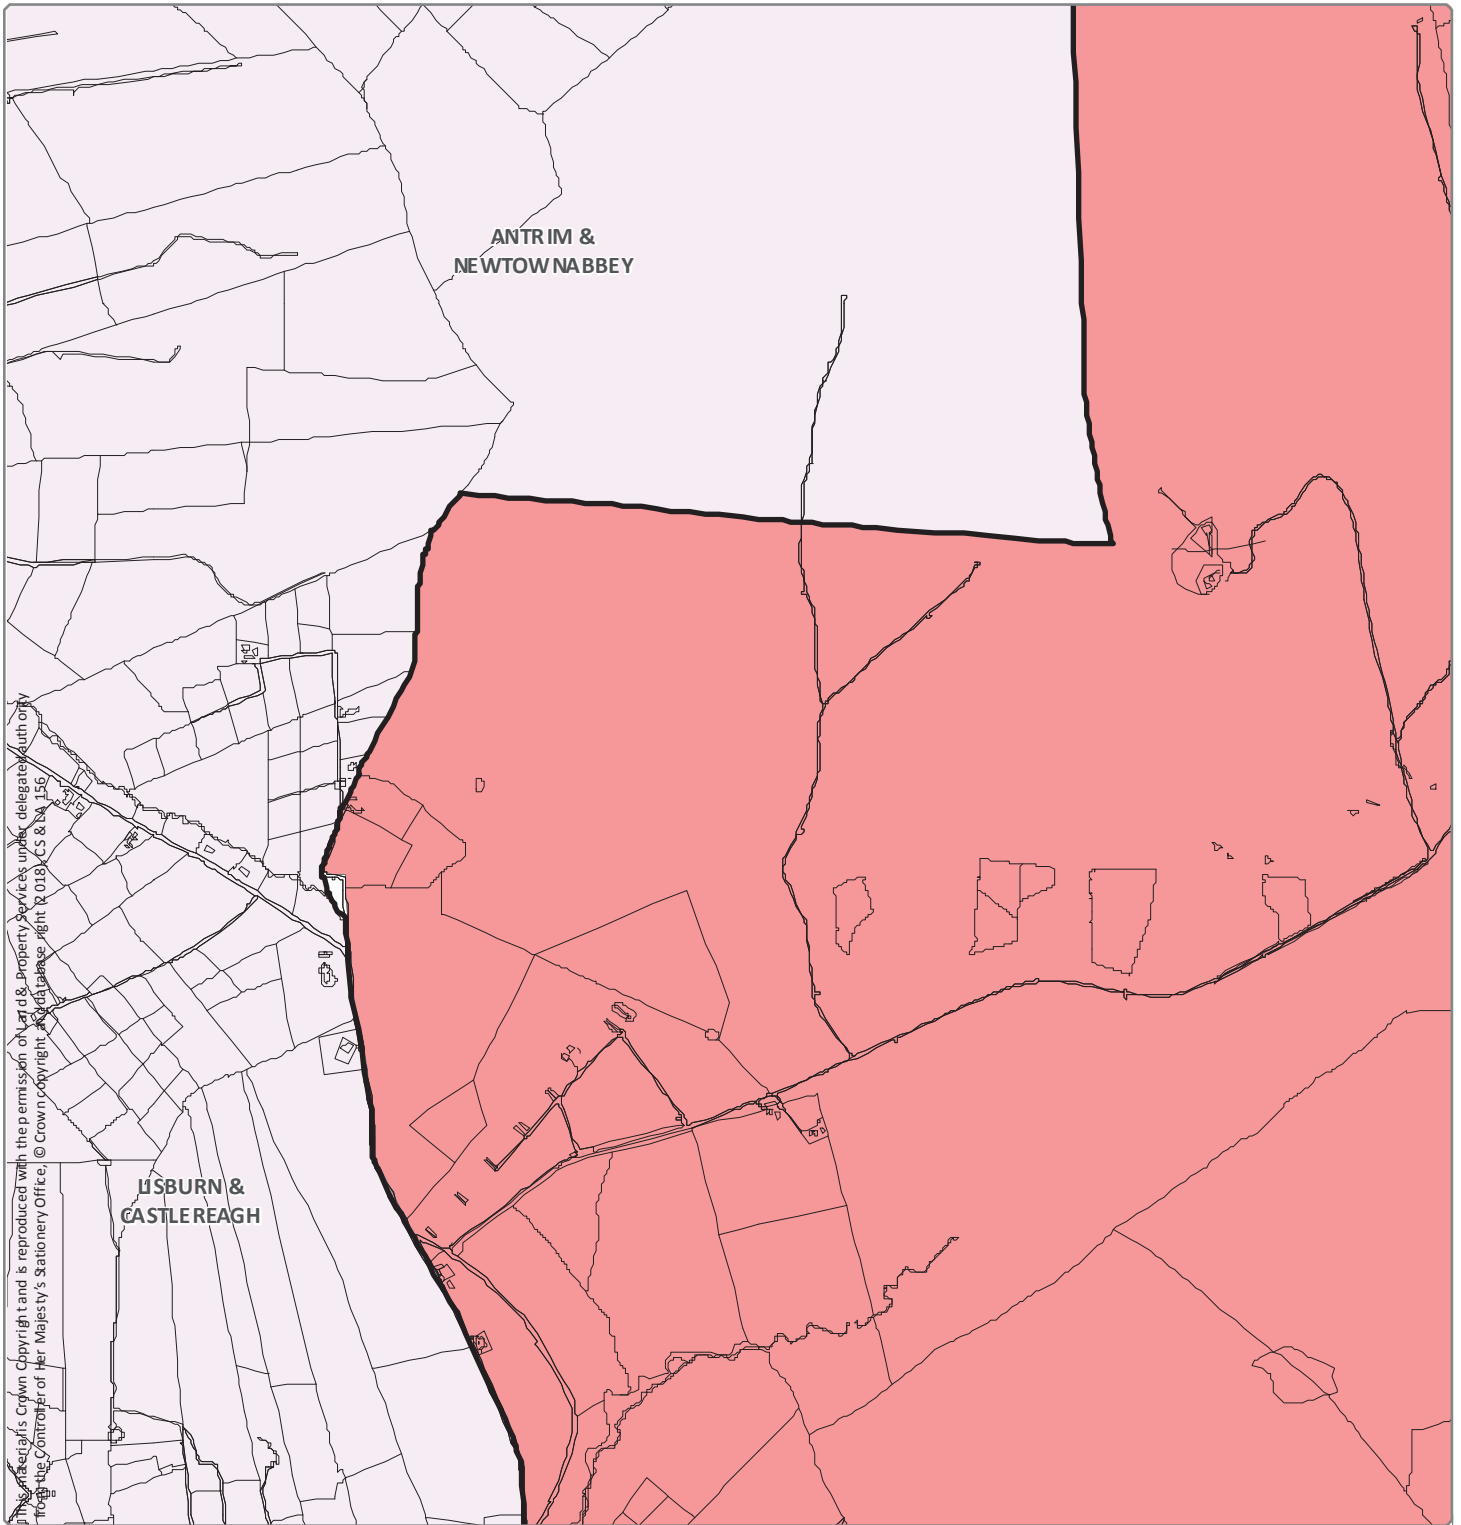 ANTRIM &
NEWTOWNABBEY
LISBURN &
CASTLEREAGH
This material is Crown Copyright and is reproduced with the permission of Land & Property Services under delegated authority
from the Controller of Her Majesty's Stationery Office, © Crown copyright and database right (2018) CS & LA 156